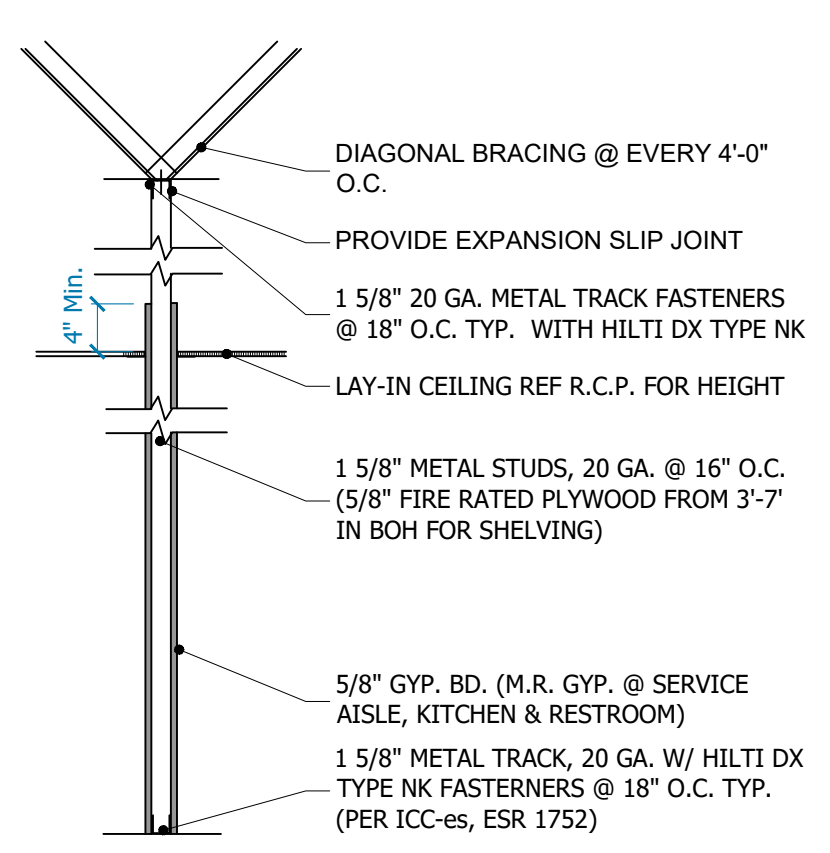 DIAGONAL BRACING @ EVERY 4'-0"
O.C.
PROVIDE EXPANSION SLIP JOINT
4" Min.
1 5/8" 20 GA. METAL TRACK FASTENERS
@ 18" O.C. TYP. WITH HILTI DX TYPE NK
LAY-IN CEILING REF R.C.P. FOR HEIGHT
1 5/8" METAL STUDS, 20 GA. @ 16" O.C.
(5/8" FIRE RATED PLYWOOD FROM 3'-7'
IN BOH FOR SHELVING)
5/8" GYP. BD. (M.R. GYP. @ SERVICE
AISLE, KITCHEN & RESTROOM)
1 5/8" METAL TRACK, 20 GA. W/ HILTI DX
TYPE NK FASTERNERS @ 18" O.C. TYP.
(PER ICC-es, ESR 1752)